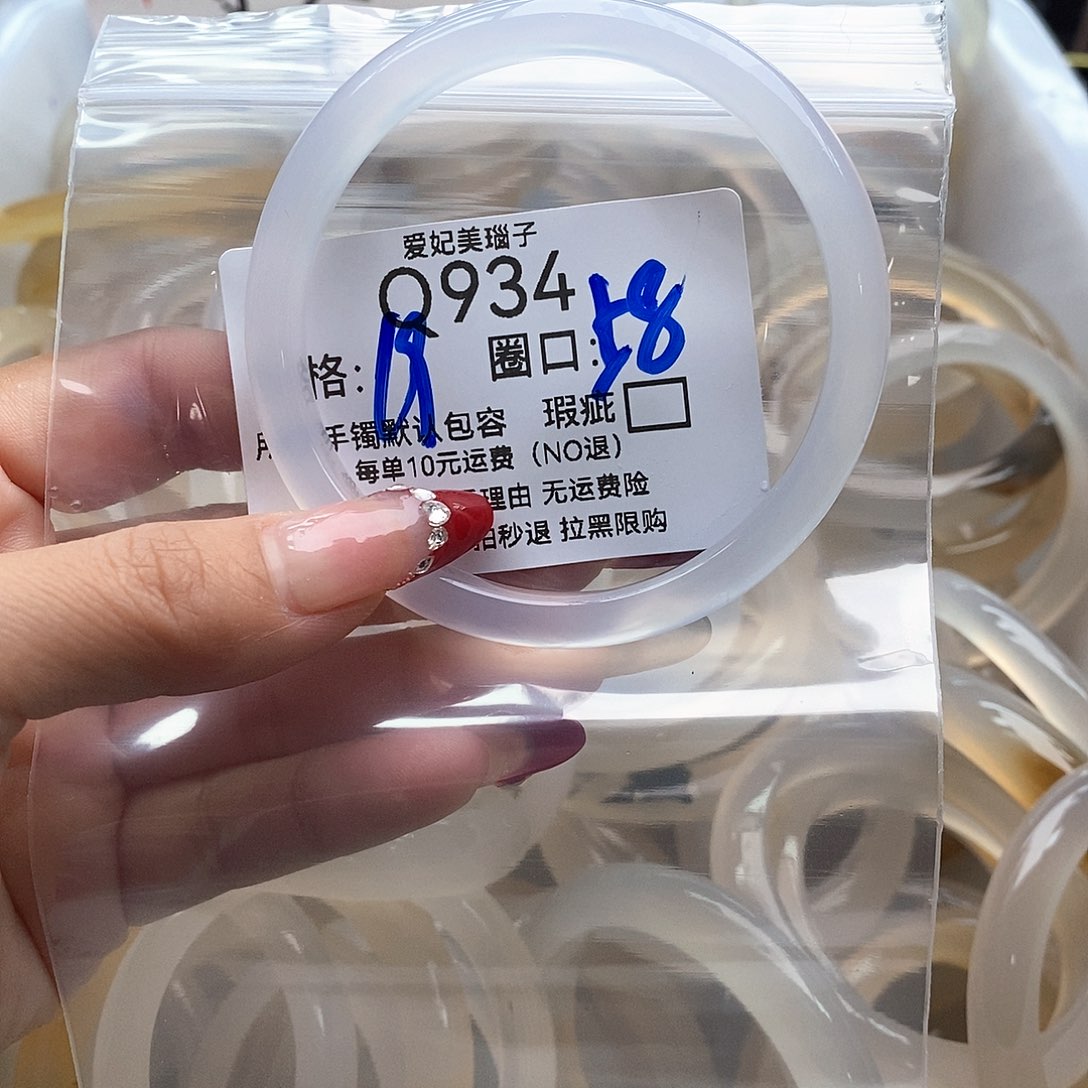 爱妃美瑙子
Q934
格: 圈口: 58
手镯默认包容 瑕疵
每单10元运费（NO退）
理由 无运费险
拍秒退 拉黑限购